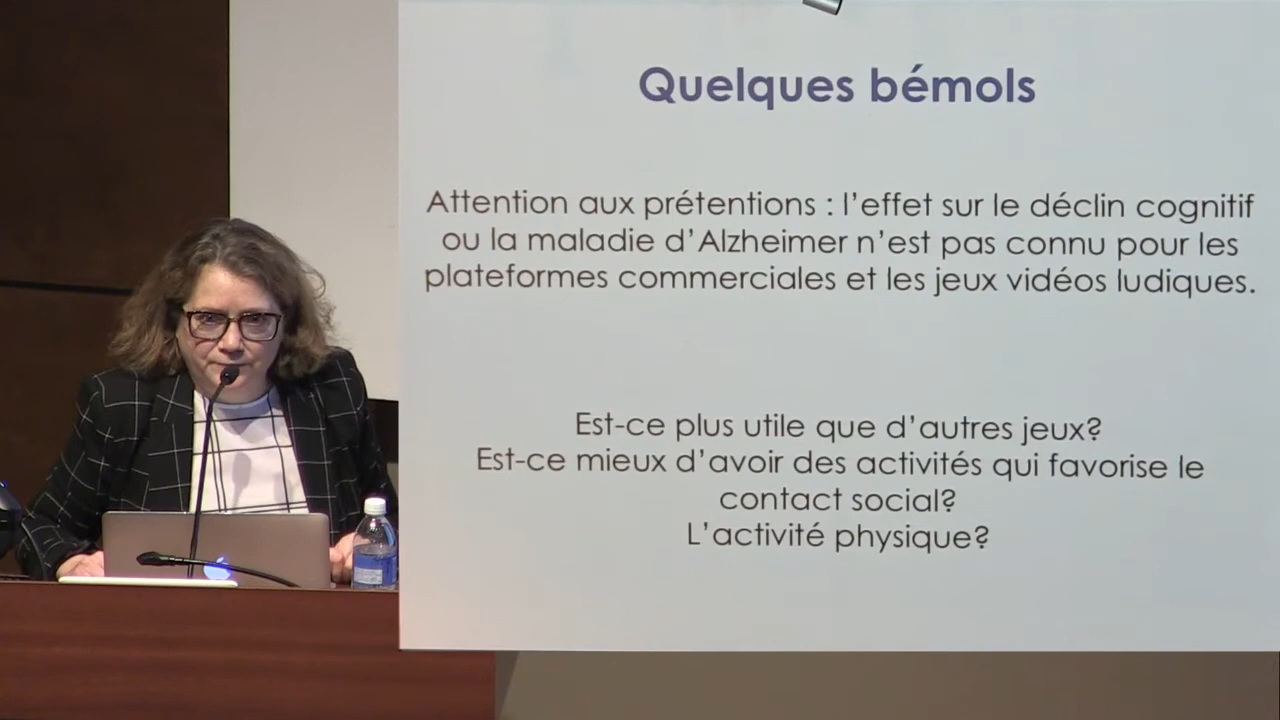 Quelques bémols
Attention aux prétentions : l'effet sur le déclin cognitif
ou la maladie d'Alzheimer n'est pas connu pour les
plateformes commerciales et les jeux vidéos ludiques.
Est-ce plus utile que d'autres jeux?
Est-ce mieux d'avoir des activités qui favorise le
contact social?
L'activité physique?